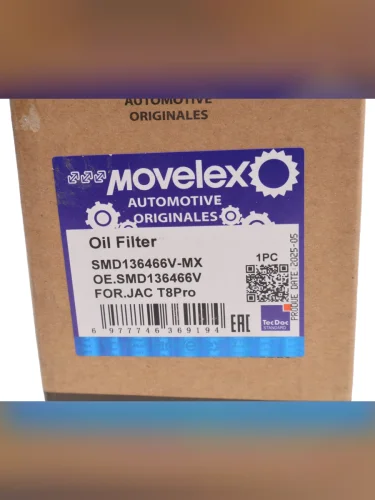 AUTOMOTIVE
ORIGINALES
Movelex
AUTOMOTIVE
ORIGINALES
Oil Filter
SMD136466V-MX
OE.SMD136466V
FOR.JAC T8Pro
1PC
PRODUE DATE 2025-05
6 977746 369194
EAC
TecDoc